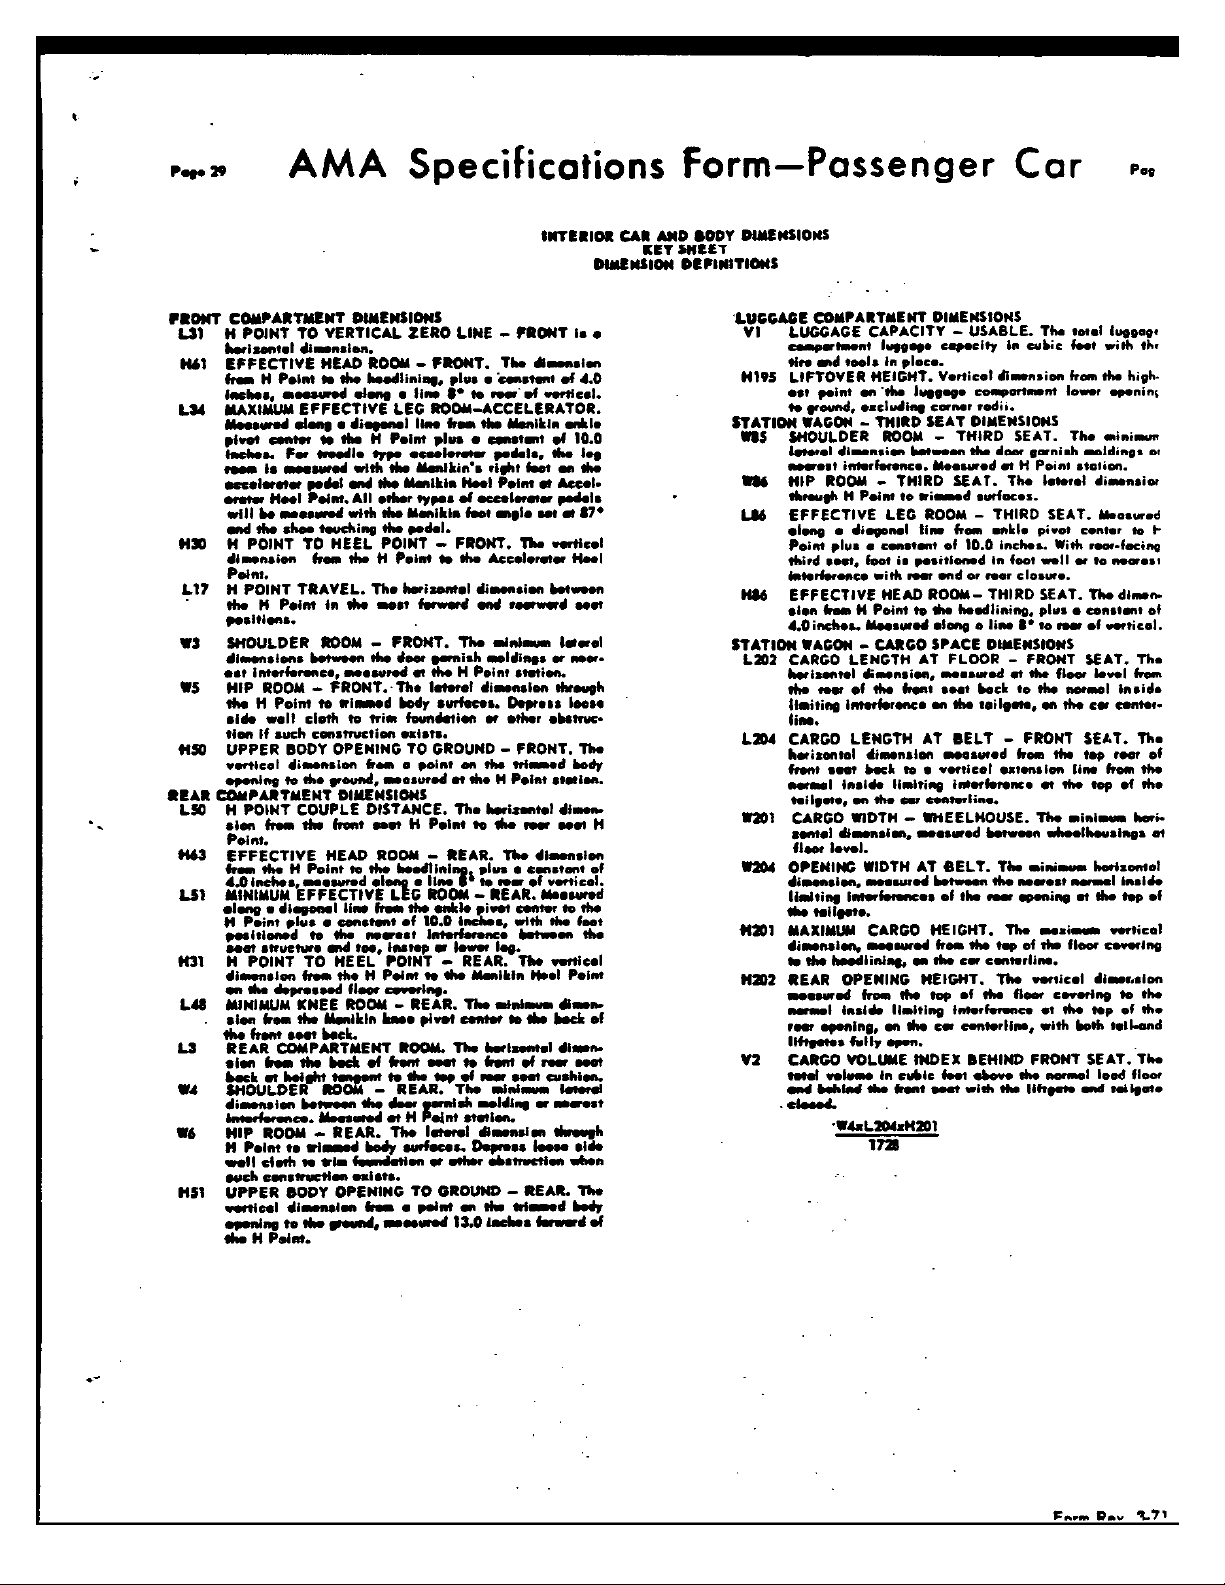 Page 29 AMA Specifications Form—Passenger Car Pag
INTERIOR CAR AND BODY DIMENSIONS
KEY SHEET
DIMENSION DEFINITIONS
FRONT COMPARTMENT DIMENSIONS
L31 H POINT TO VERTICAL ZERO LINE - FRONT is a
horizontal dimension.
H61 EFFECTIVE HEAD ROOM - FRONT. The dimension
from H Point to the headlining, plus a constant of 4.0
inches, measured along a line 8° to rear of vertical.
L34 MAXIMUM EFFECTIVE LEG ROOM-ACCELERATOR.
Measured along a diagonal line from the Manikin ankle
pivot center to the H Point plus a constant of 10.0
inches. For treadle type accelerator pedals, the leg
room is measured with the Manikin's right foot on the
accelerator pedal and the Manikin Heel Point at Accel-
erator Heel Point. All other types of accelerator pedals
will be measured with the Manikin foot angle set at 87°
and the shoe touching the pedal.
H30 H POINT TO HEEL POINT - FRONT. The vertical
dimension from the H Point to the Accelerator Heel
Point.
L17 H POINT TRAVEL. The horizontal dimension between
the H Point in the most forward and rearward seat
positions.
W3 SHOULDER ROOM - FRONT. The minimum lateral
dimensions between the door garnish moldings or near-
est interference, measured at the H Point station.
W5 HIP ROOM - FRONT. The lateral dimension through
the H Point to trimmed body surfaces. Depress loose
side wall cloth to trim foundation or other obstruc-
tion if such construction exists.
H50 UPPER BODY OPENING TO GROUND - FRONT. The
vertical dimension from a point on the trimmed body
opening to the ground, measured at the H Point station.
REAR COMPARTMENT DIMENSIONS
L50 H POINT COUPLE DISTANCE. The horizontal dimen-
sion from the front seat H Point to the rear seat H
Point.
H63 EFFECTIVE HEAD ROOM - REAR. The dimension
from the H Point to the headlining, plus a constant of
4.0 inches, measured along a line 8° to rear of vertical.
L51 MINIMUM EFFECTIVE LEG ROOM - REAR. Measured
along a diagonal line from the ankle pivot center to the
H Point plus a constant of 10.0 inches, with the foot
positioned to the nearest interference between the
seat structure and toe, instep or lower leg.
H31 H POINT TO HEEL POINT - REAR. The vertical
dimension from the H Point to the Manikin Heel Point
on the depressed floor covering.
L48 MINIMUM KNEE ROOM - REAR. The minimum dimen-
sion from the Manikin knee pivot center to the back of
the front seat back.
L3 REAR COMPARTMENT ROOM. The horizontal dimen-
sion from the back of front seat to front of rear seat
back at height tangent to the top of rear seat cushion.
W4 SHOULDER ROOM - REAR. The minimum lateral
dimension between the door garnish molding or nearest
interference. Measured at H Point station.
W6 HIP ROOM - REAR. The lateral dimension through
H Point to trimmed body surfaces. Depress loose side
wall cloth to trim foundation or other obstruction when
such construction exists.
H51 UPPER BODY OPENING TO GROUND - REAR. The
vertical dimension from a point on the trimmed body
opening to the ground, measured 13.0 inches forward of
the H Point.
LUGGAGE COMPARTMENT DIMENSIONS
V1 LUGGAGE CAPACITY - USABLE. The total luggage
compartment luggage capacity in cubic feet with the
tire and tools in place.
H195 LIFTOVER HEIGHT. Vertical dimension from the high-
est point on the luggage compartment lower opening
to ground, excluding corner radii.
STATION WAGON - THIRD SEAT DIMENSIONS
W85 SHOULDER ROOM - THIRD SEAT. The minimum
lateral dimension between the door garnish moldings or
nearest interference. Measured at H Point station.
W86 HIP ROOM - THIRD SEAT. The lateral dimension
through H Point to trimmed surfaces.
L86 EFFECTIVE LEG ROOM - THIRD SEAT. Measured
along a diagonal line from ankle pivot center to H
Point plus a constant of 10.0 inches. With rear-facing
third seat, foot is positioned in foot well or to nearest
interference with rear end or rear closure.
H86 EFFECTIVE HEAD ROOM- THIRD SEAT. The dimen-
sion from H Point to the headlining, plus a constant of
4.0 inches. Measured along a line 8° to rear of vertical.
STATION WAGON - CARGO SPACE DIMENSIONS
L202 CARGO LENGTH AT FLOOR - FRONT SEAT. The
horizontal dimension, measured at the floor level from
the rear of the front seat back to the normal inside
limiting interference on the tailgate, on the car center-
line.
L204 CARGO LENGTH AT BELT - FRONT SEAT. The
horizontal dimension measured from the top rear of
front seat back to a vertical extension line from the
normal inside limiting interference at the top of the
tailgate, on the car centerline.
W201 CARGO WIDTH - WHEELHOUSE. The minimum hori-
zontal dimension, measured between wheelhousings at
floor level.
W204 OPENING WIDTH AT BELT. The minimum horizontal
dimension, measured between the nearest normal inside
limiting interferences of the rear opening at the top of
the tailgate.
H201 MAXIMUM CARGO HEIGHT. The maximum vertical
dimension, measured from the top of the floor covering
to the headlining, on the car centerline.
H202 REAR OPENING HEIGHT. The vertical dimension
measured from the top of the floor covering to the
normal inside limiting interference at the top of the
rear opening, on the car centerline, with both tail-and
liftgates fully open.
V2 CARGO VOLUME INDEX BEHIND FRONT SEAT. The
total volume in cubic feet above the normal load floor
and behind the front seat with the liftgate and tailgate
closed.
W4xL204xH201
1728
Form Rev. 3-71